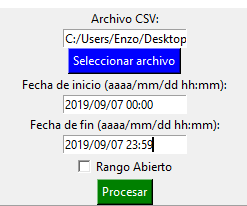 Archivo CSV:
C:/Users/Enzo/Desktop
Seleccionar archivo
Fecha de inicio (aaaa/mm/dd hh:mm):
2019/09/07 00:00
Fecha de fin (aaaa/mm/dd hh:mm):
2019/09/07 23:59
Rango Abierto
Procesar